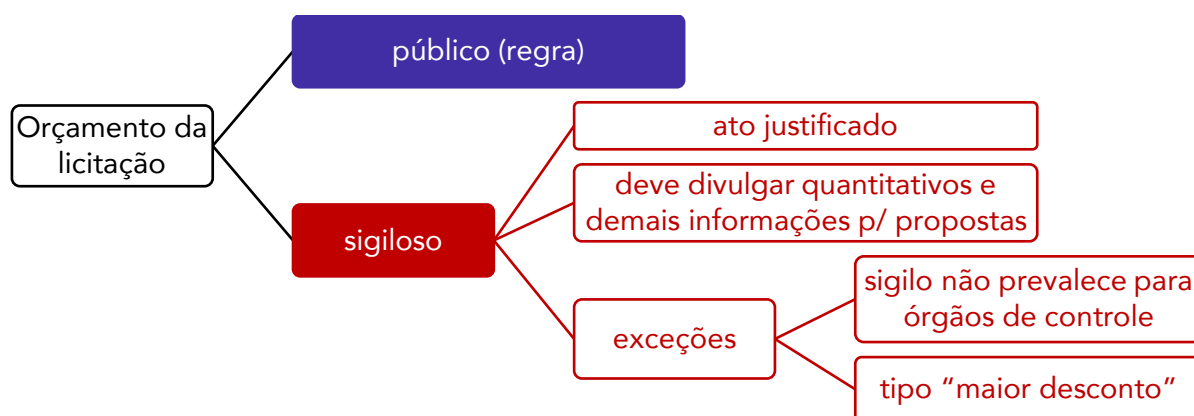 público (regra)
Orçamento da
licitação
ato justificado
deve divulgar quantitativos e
demais informações p/ propostas
sigiloso
sigilo não prevalece para
órgãos de controle
exceções
tipo “maior desconto”